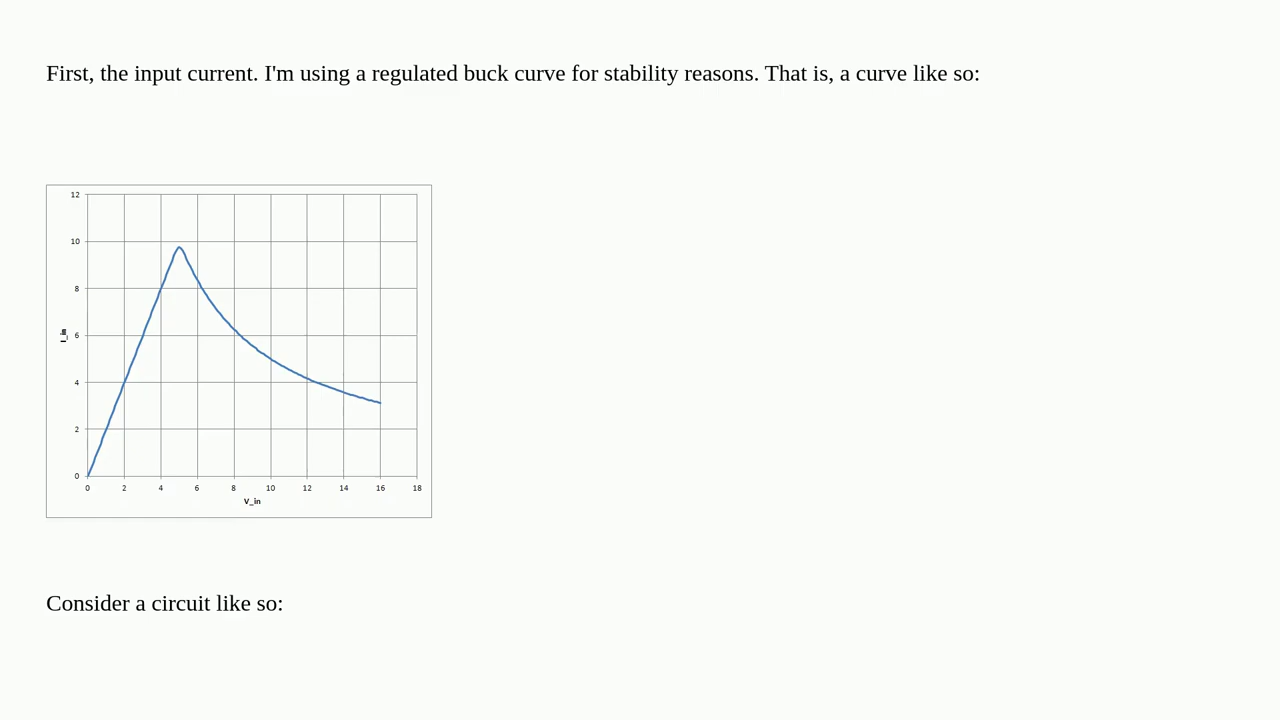 First, the input current. I'm using a regulated buck curve for stability reasons. That is, a curve like so:
12
10
8
6
4
2
0
I_in
0 2 4 6 8 10 12 14 16 18
V_in
Consider a circuit like so: